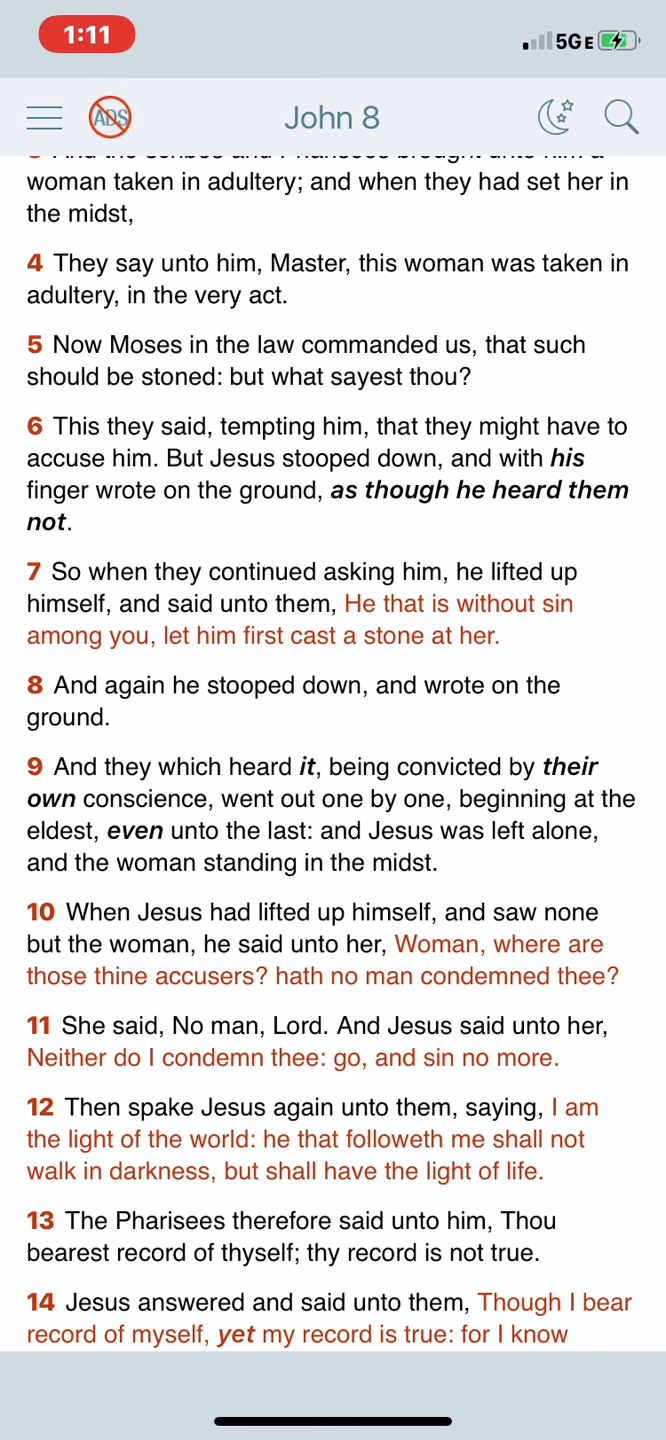 1:11
5GE
ADS
John 8
3 And the scribes and Pharisees brought unto him a
woman taken in adultery; and when they had set her in
the midst,
4 They say unto him, Master, this woman was taken in
adultery, in the very act.
5 Now Moses in the law commanded us, that such
should be stoned: but what sayest thou?
6 This they said, tempting him, that they might have to
accuse him. But Jesus stooped down, and with his
finger wrote on the ground, as though he heard them
not.
7 So when they continued asking him, he lifted up
himself, and said unto them, He that is without sin
among you, let him first cast a stone at her.
8 And again he stooped down, and wrote on the
ground.
9 And they which heard it, being convicted by their
own conscience, went out one by one, beginning at the
eldest, even unto the last: and Jesus was left alone,
and the woman standing in the midst.
10 When Jesus had lifted up himself, and saw none
but the woman, he said unto her, Woman, where are
those thine accusers? hath no man condemned thee?
11 She said, No man, Lord. And Jesus said unto her,
Neither do I condemn thee: go, and sin no more.
12 Then spake Jesus again unto them, saying, I am
the light of the world: he that followeth me shall not
walk in darkness, but shall have the light of life.
13 The Pharisees therefore said unto him, Thou
bearest record of thyself; thy record is not true.
14 Jesus answered and said unto them, Though I bear
record of myself, yet my record is true: for I know